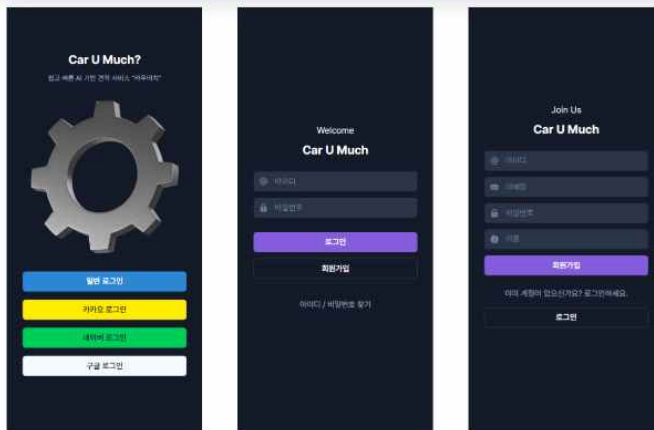 Car U Much?
쉽고 빠른 AI 기반 견적 서비스 "카우머치"
일반 로그인
카카오 로그인
네이버 로그인
구글 로그인
Welcome
Car U Much
아이디
비밀번호
로그인
회원가입
아이디 / 비밀번호 찾기
Join Us
Car U Much
아이디
이메일
비밀번호
이름
회원가입
이미 계정이 있으신가요? 로그인하세요.
로그인